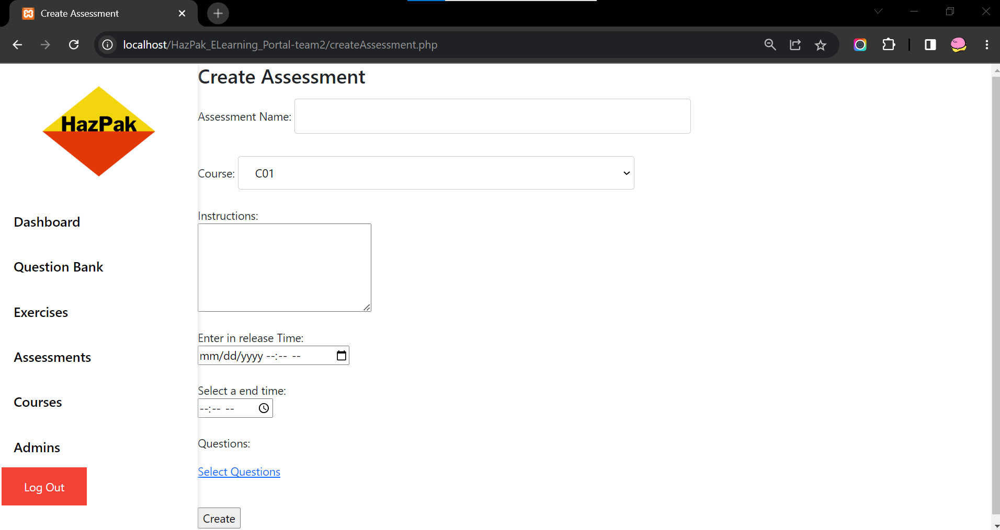 Create Assessment
localhost/HazPak_ELearning_Portal-team2/createAssessment.php
HazPak
Dashboard
Question Bank
Exercises
Assessments
Courses
Admins
Log Out
Create Assessment
Assessment Name:
Course: C01
Instructions:
Enter in release Time:
mm/dd/yyyy --:-- --
Select a end time:
--:-- --
Questions:
Select Questions
Create